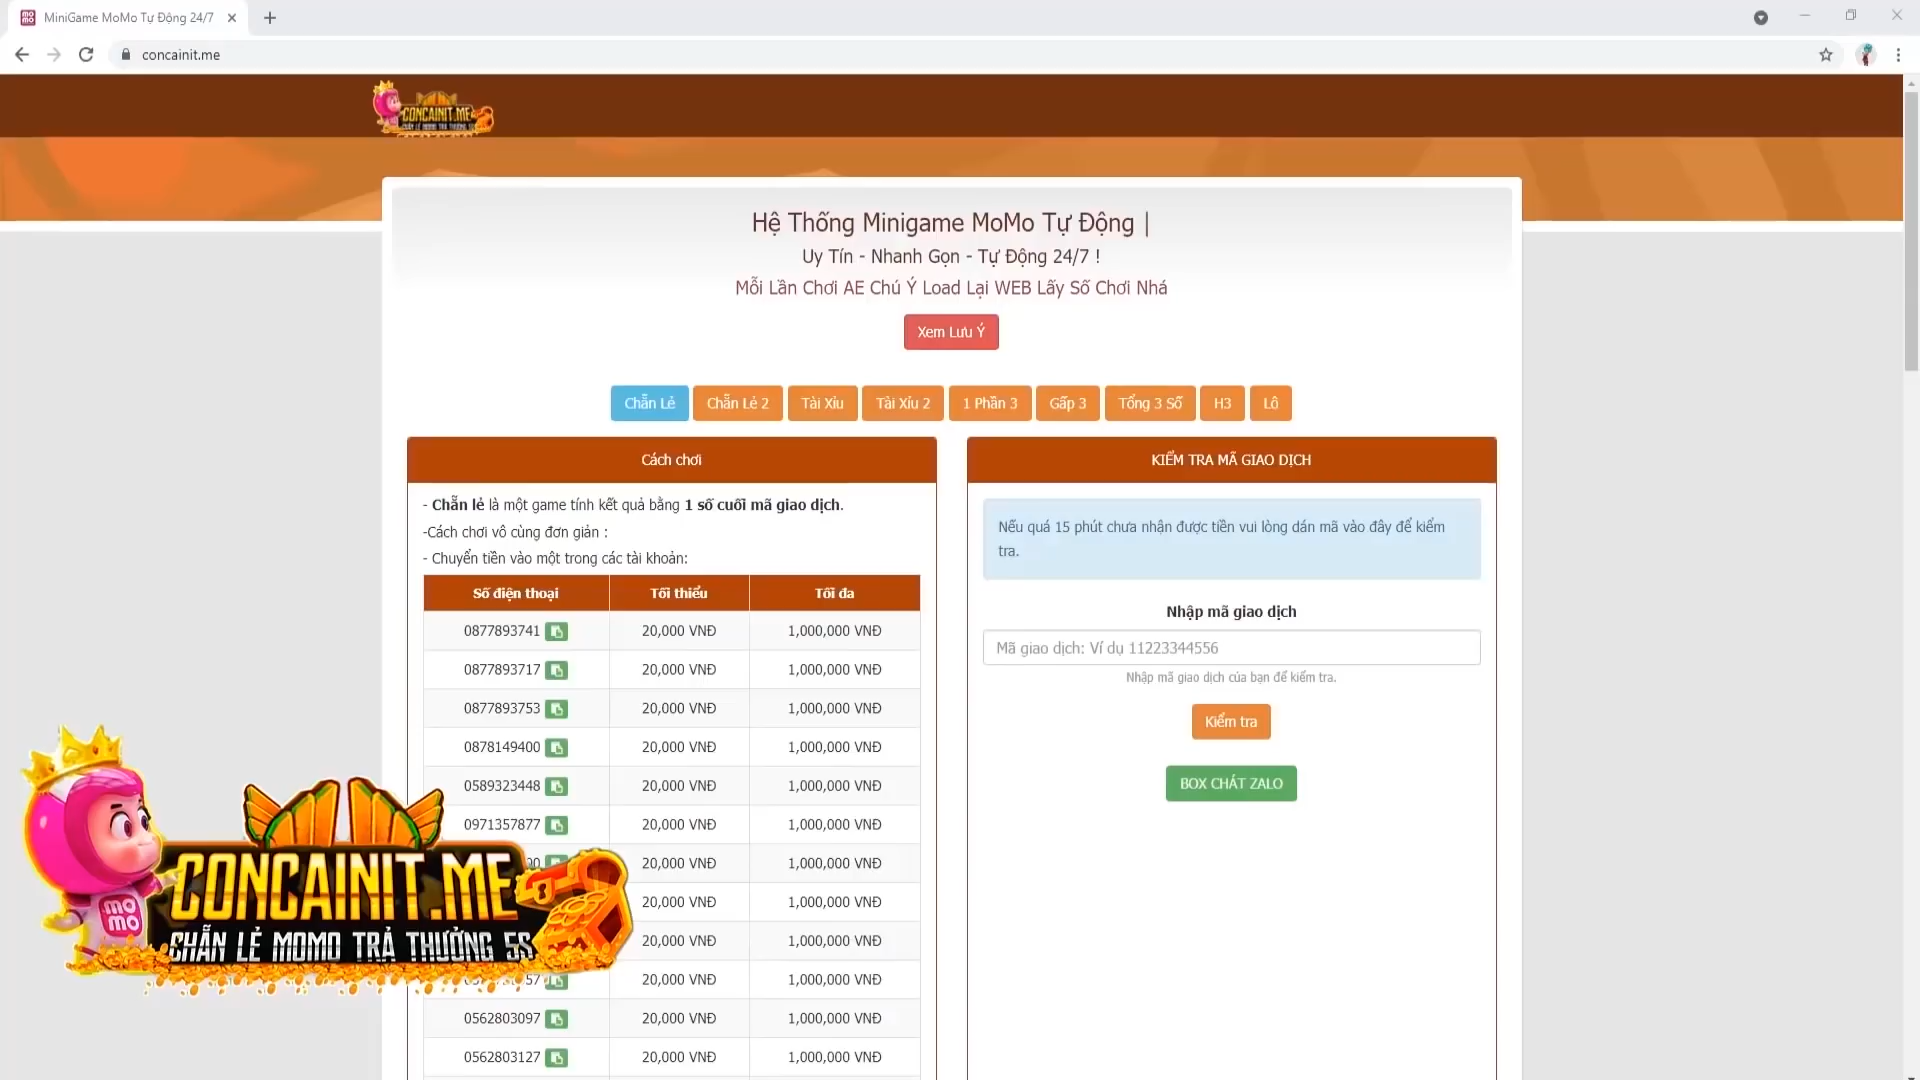 MiniGame MoMo Tự Động 24/7
concainit.me
CONCAINIT.ME
CHẴN LẺ MOMO TRẢ THƯỞNG 5S
Hệ Thống Minigame MoMo Tự Động |
Uy Tín - Nhanh Gọn - Tự Động 24/7 !
Mỗi Lần Chơi AE Chú Ý Load Lại WEB Lấy Số Chơi Nhá
Xem Lưu Ý
Chẵn Lẻ Chẵn Lẻ 2 Tài Xỉu Tài Xỉu 2 1 Phần 3 Gấp 3 Tổng 3 Số H3 Lô
Cách chơi
- Chẵn lẻ là một game tính kết quả bằng 1 số cuối mã giao dịch.
-Cách chơi vô cùng đơn giản :
- Chuyển tiền vào một trong các tài khoản:
Số điện thoại Tối thiểu Tối đa
0877893741 20,000 VNĐ 1,000,000 VNĐ
0877893717 20,000 VNĐ 1,000,000 VNĐ
0877893753 20,000 VNĐ 1,000,000 VNĐ
0878149400 20,000 VNĐ 1,000,000 VNĐ
0589323448 20,000 VNĐ 1,000,000 VNĐ
0971357877 20,000 VNĐ 1,000,000 VNĐ
20,000 VNĐ 1,000,000 VNĐ
20,000 VNĐ 1,000,000 VNĐ
20,000 VNĐ 1,000,000 VNĐ
20,000 VNĐ 1,000,000 VNĐ
0562803097 20,000 VNĐ 1,000,000 VNĐ
0562803127 20,000 VNĐ 1,000,000 VNĐ
KIỂM TRA MÃ GIAO DỊCH
Nếu quá 15 phút chưa nhận được tiền vui lòng dán mã vào đây để kiểm
tra.
Nhập mã giao dịch
Mã giao dịch: Ví dụ 11223344556
Nhập mã giao dịch của bạn để kiểm tra.
Kiểm tra
BOX CHÁT ZALO
mo
mo
CONCAINIT.ME
CHẴN LẺ MOMO TRẢ THƯỞNG 5S